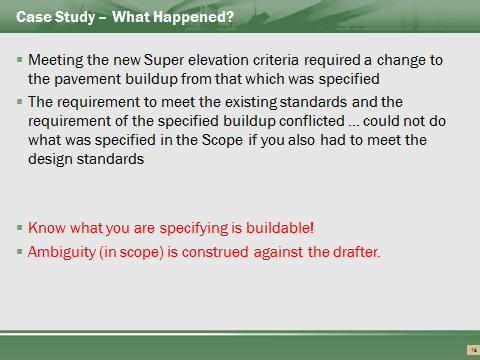 Case Study – What Happened?
Meeting the new Super elevation criteria required a change to
the pavement buildup from that which was specified
The requirement to meet the existing standards and the
requirement of the specified buildup conflicted ... could not do
what was specified in the Scope if you also had to meet the
design standards
Know what you are specifying is buildable!
Ambiguity (in scope) is construed against the drafter.